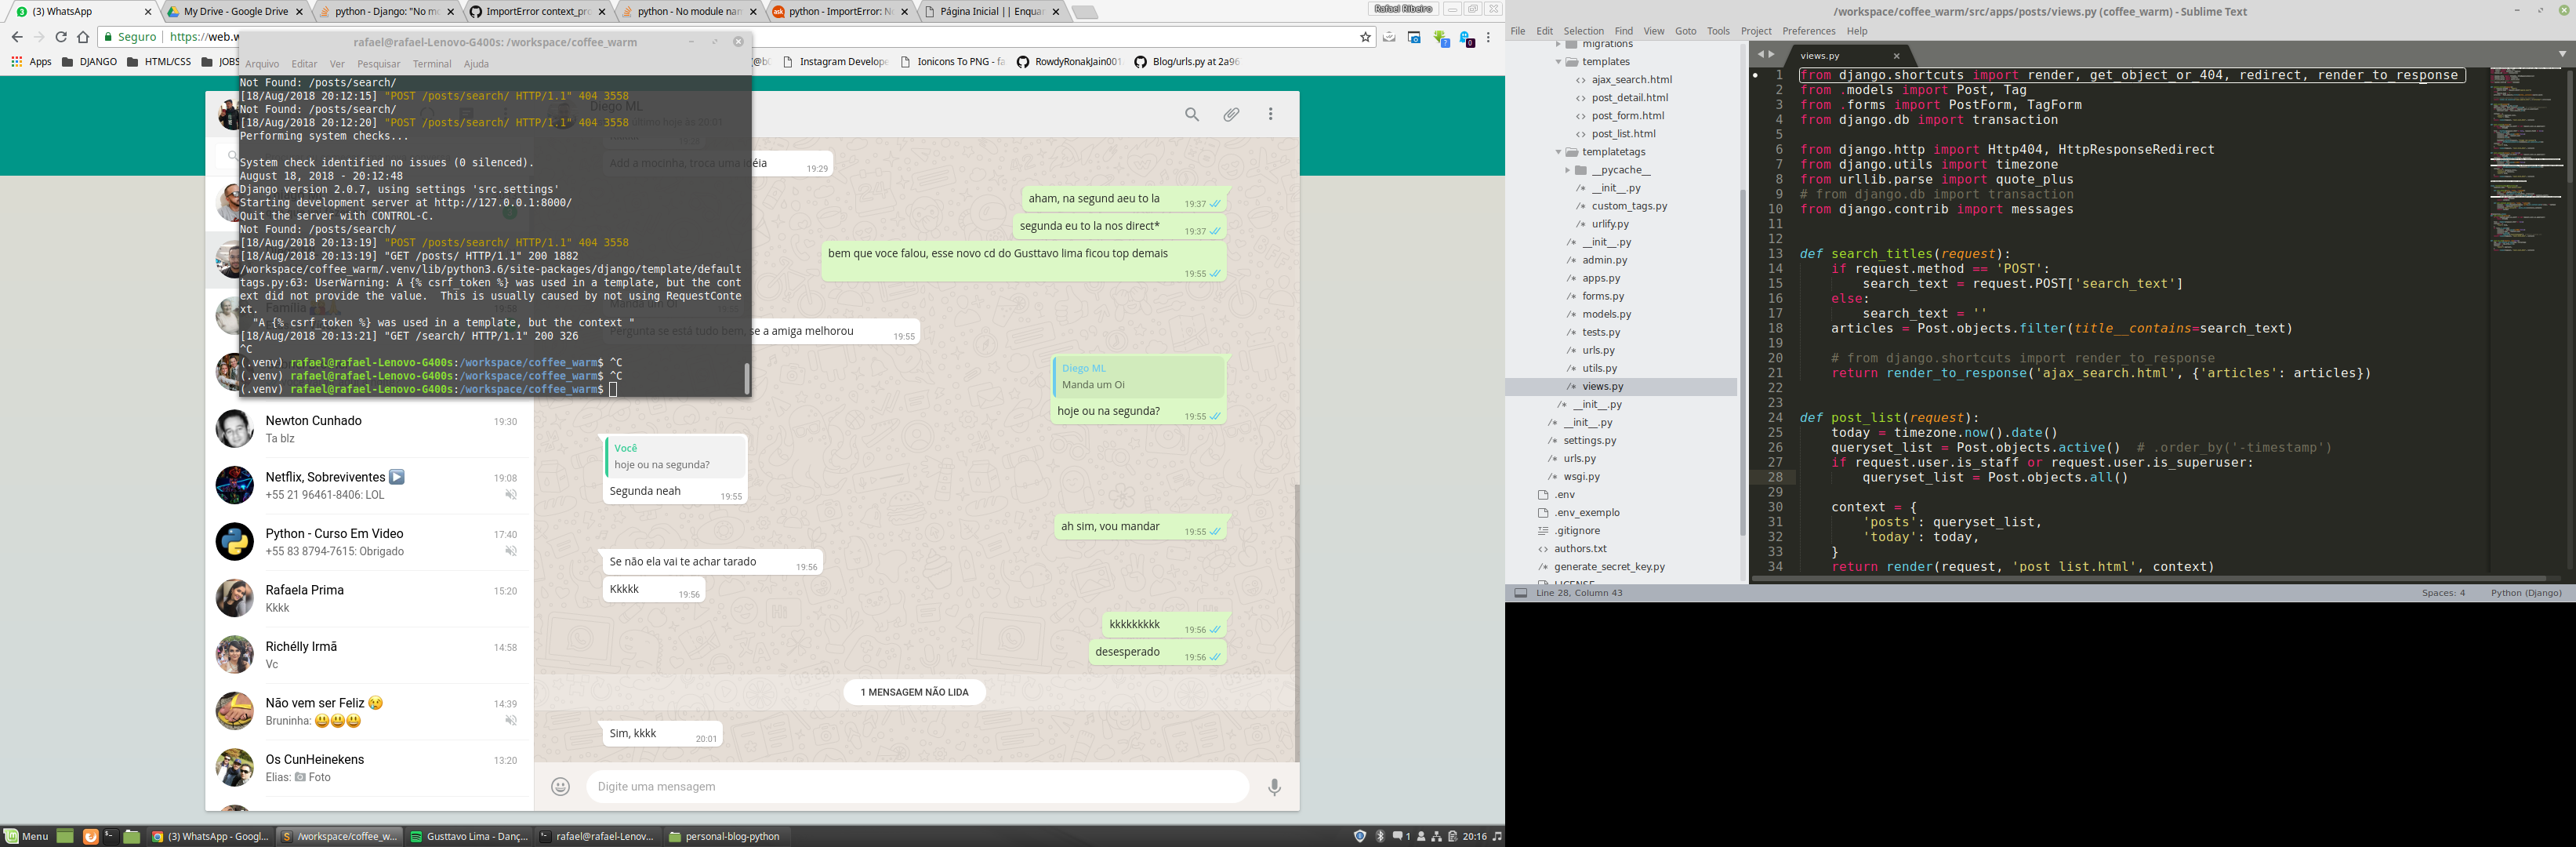 (3) WhatsApp
My Drive - Google Drive
python - Django: "No mo
ImportError context_pro
python - No module nam
python - ImportError: No
Página Inicial || Enquan
Rafael Ribeiro
Seguro
https://web.w
Apps
DJANGO
HTML/CSS
JOBS
Instagram Develope
Ionicons To PNG - fa
RowdyRonakJain001
Blog/urls.py at 2a96
rafael@rafael-Lenovo-G400s: /workspace/coffee_warm
Arquivo Editar Ver Pesquisar Terminal Ajuda
Not Found: /posts/search/
[18/Aug/2018 20:12:15] "POST /posts/search/ HTTP/1.1" 404 3558
Not Found: /posts/search/
[18/Aug/2018 20:12:20] "POST /posts/search/ HTTP/1.1" 404 3558
Performing system checks...
System check identified no issues (0 silenced).
August 18, 2018 - 20:12:48
Django version 2.0.7, using settings 'src.settings'
Starting development server at http://127.0.0.1:8000/
Quit the server with CONTROL-C.
Not Found: /posts/search/
[18/Aug/2018 20:13:19] "POST /posts/search/ HTTP/1.1" 404 3558
[18/Aug/2018 20:13:19] "GET /posts/ HTTP/1.1" 200 1882
/workspace/coffee_warm/.venv/lib/python3.6/site-packages/django/template/default
tags.py:63: UserWarning: A {% csrf_token %} was used in a template, but the cont
ext did not provide the value.  This is usually caused by not using RequestConte
xt.
"A {% csrf_token %} was used in a template, but the context "
[18/Aug/2018 20:13:21] "GET /search/ HTTP/1.1" 200 326
^C
(.venv) rafael@rafael-Lenovo-G400s:/workspace/coffee_warm$ ^C
(.venv) rafael@rafael-Lenovo-G400s:/workspace/coffee_warm$ ^C
(.venv) rafael@rafael-Lenovo-G400s:/workspace/coffee_warm$
Newton Cunhado 19:30
Ta blz
Netflix, Sobreviventes ▶️ 19:08
+55 21 96461-8406: LOL
Python - Curso Em Video 17:40
+55 83 8794-7615: Obrigado
Rafaela Prima 15:20
Kkkk
Richélly Irmã 14:58
Vc
Não vem ser Feliz 😢 14:39
Bruninha: 😃😃😃
Os CunHeinekens 13:20
Elias: 📷 Foto
Diego ML
Add a mocinha, troca uma idéia 19:29
aham, na segund aeu to la 19:37
segunda eu to la nos direct* 19:37
bem que voce falou, esse novo cd do Gusttavo lima ficou top demais 19:55
Pergunta se está tudo bem, se a amiga melhorou 19:55
Diego ML
Manda um Oi
hoje ou na segunda? 19:55
Você
hoje ou na segunda?
Segunda neah 19:55
ah sim, vou mandar 19:55
Se não ela vai te achar tarado 19:56
Kkkkk 19:56
kkkkkkkkk 19:56
desesperado 19:56
1 MENSAGEM NÃO LIDA
Sim, kkkk 20:01
Digite uma mensagem
Menu
(3) WhatsApp - Googl...
/workspace/coffee_w...
Gusttavo Lima - Danç...
rafael@rafael-Lenov...
personal-blog-python
1
20:16
/workspace/coffee_warm/src/apps/posts/views.py (coffee_warm) - Sublime Text
File Edit Selection Find View Goto Tools Project Preferences Help
migrations
templates
ajax_search.html
post_detail.html
post_form.html
post_list.html
templatetags
__pycache__
__init__.py
custom_tags.py
urlify.py
__init__.py
admin.py
apps.py
forms.py
models.py
tests.py
urls.py
utils.py
views.py
__init__.py
__init__.py
settings.py
urls.py
wsgi.py
.env
.env_exemplo
.gitignore
authors.txt
generate_secret_key.py
LICENSE
views.py
1 from django.shortcuts import render, get_object_or_404, redirect, render_to_response
2 from .models import Post, Tag
3 from .forms import PostForm, TagForm
4 from django.db import transaction
5
6 from django.http import Http404, HttpResponseRedirect
7 from django.utils import timezone
8 from urllib.parse import quote_plus
9 # from django.db import transaction
10 from django.contrib import messages
11
12
13 def search_titles(request):
14 if request.method == 'POST':
15 search_text = request.POST['search_text']
16 else:
17 search_text = ''
18 articles = Post.objects.filter(title__contains=search_text)
19
20 # from django.shortcuts import render_to_response
21 return render_to_response('ajax_search.html', {'articles': articles})
22
23
24 def post_list(request):
25 today = timezone.now().date()
26 queryset_list = Post.objects.active()  # .order_by('-timestamp')
27 if request.user.is_staff or request.user.is_superuser:
28 queryset_list = Post.objects.all()
29
30 context = {
31 'posts': queryset_list,
32 'today': today,
33 }
34 return render(request, 'post_list.html', context)
Line 28, Column 43
Spaces: 4
Python (Django)